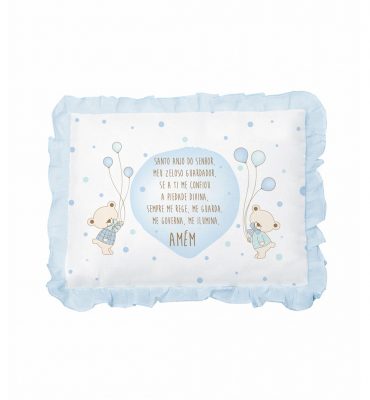 SANTO ANJO DO SENHOR,
MEU ZELOSO GUARDADOR,
SE A TI ME CONFIOU
A PIEDADE DIVINA,
SEMPRE ME REGE, ME GUARDA,
ME GOVERNA, ME ILUMINA,
AMÉM